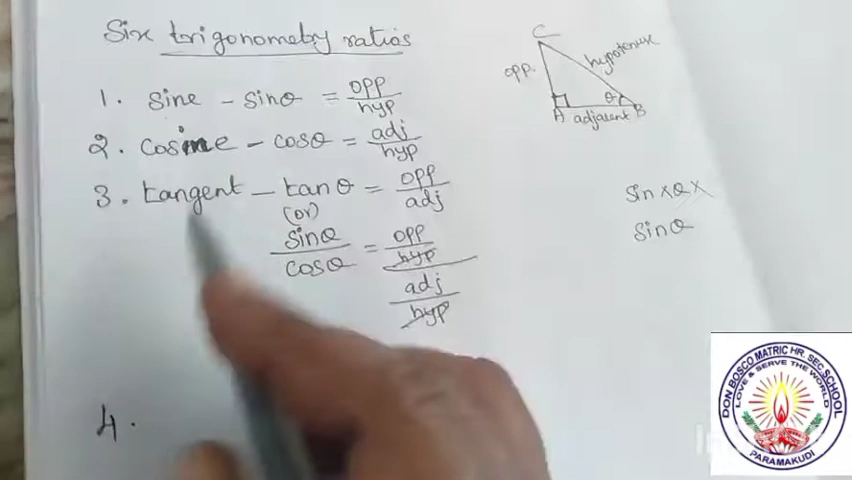 Six trigonometry ratios
1. Sine - sinθ = opp/hyp
2. cosine - cosθ = adj/hyp
3. tangent - tanθ = opp/adj
(or)
sinθ/cosθ = opp/hyp / adj/hyp
4.
C
opp.
hypotenuse
θ
A
adjacent
B
sin x θ x
sinθ
DON BOSCO MATRIC HR. SEC. SCHOOL
LOVE & SERVE THE WORLD
PARAMAKUDI